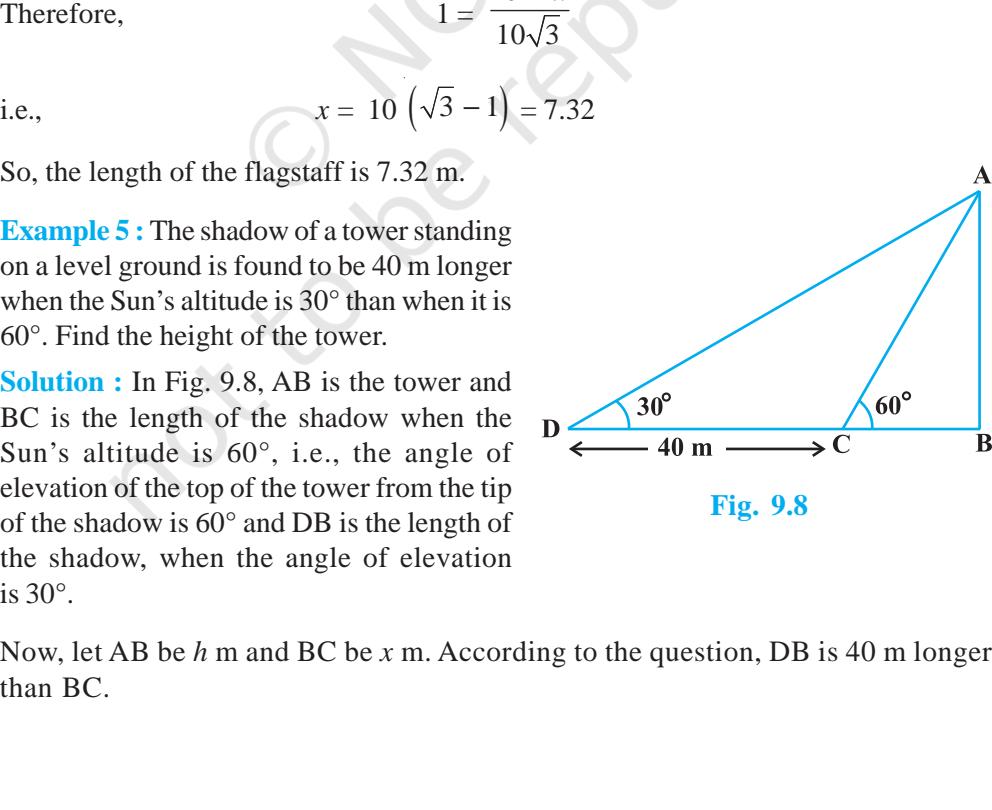 Therefore, 1 = 10√3
i.e., x = 10 (√3 – 1) = 7.32
So, the length of the flagstaff is 7.32 m.
Example 5 : The shadow of a tower standing
on a level ground is found to be 40 m longer
when the Sun's altitude is 30° than when it is
60°. Find the height of the tower.
Solution : In Fig. 9.8, AB is the tower and
BC is the length of the shadow when the
Sun's altitude is 60°, i.e., the angle of
elevation of the top of the tower from the tip
of the shadow is 60° and DB is the length of
the shadow, when the angle of elevation
is 30°.
A
30°
60°
D
40 m
C
B
Fig. 9.8
Now, let AB be h m and BC be x m. According to the question, DB is 40 m longer
than BC.
©
not to be